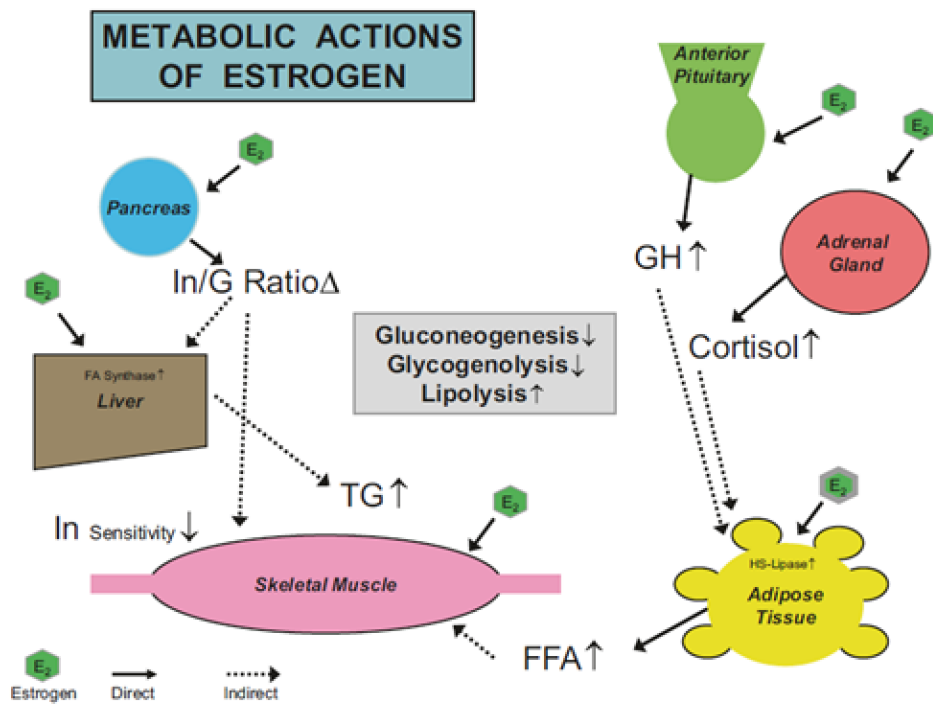 METABOLIC ACTIONS
OF ESTROGEN
Anterior
Pituitary
E2
E2
E2
Pancreas
Adrenal
Gland
GH↑
In/G RatioΔ
E2
Cortisol↑
Gluconeogenesis↓
Glycogenolysis↓
Lipolysis↑
FA Synthase↑
Liver
TG↑
E2
E2
In Sensitivity↓
HS-Lipase↑
Skeletal Muscle
Adipose
Tissue
FFA↑
E2
Estrogen
Direct
Indirect